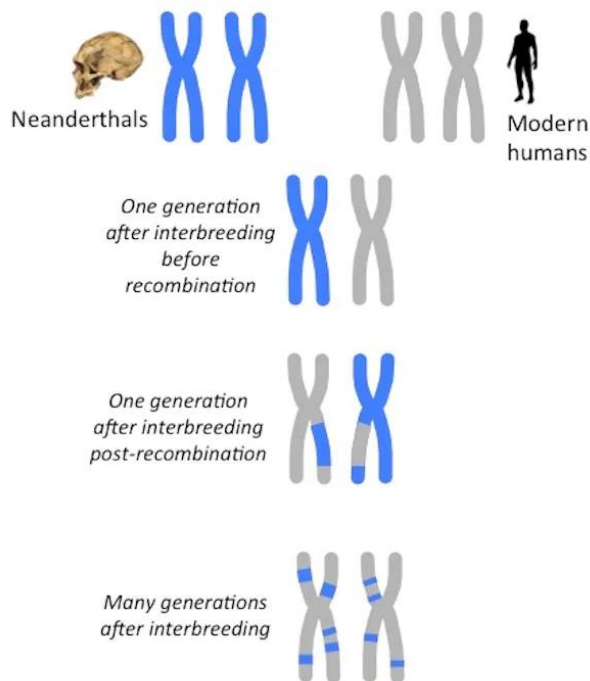 Neanderthals
Modern
humans
One generation
after interbreeding
before
recombination
One generation
after interbreeding
post-recombination
Many generations
after interbreeding